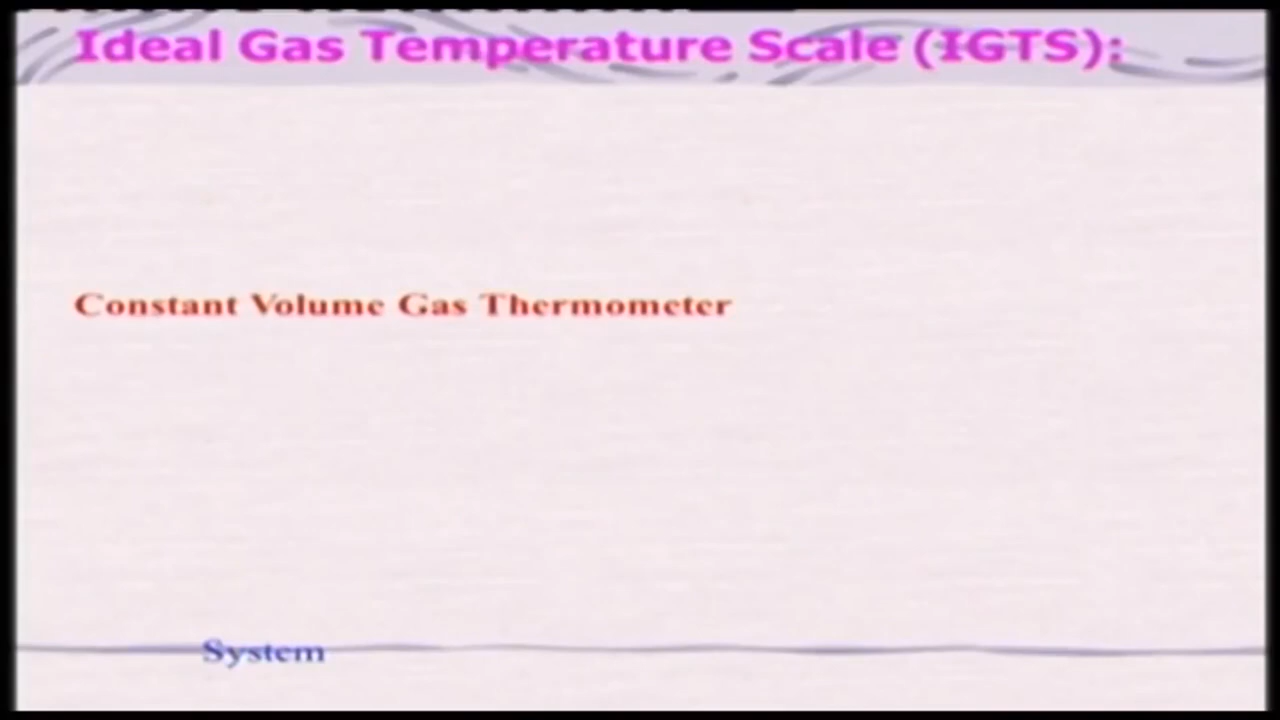 Ideal Gas Temperature Scale (IGTS):
Constant Volume Gas Thermometer
System